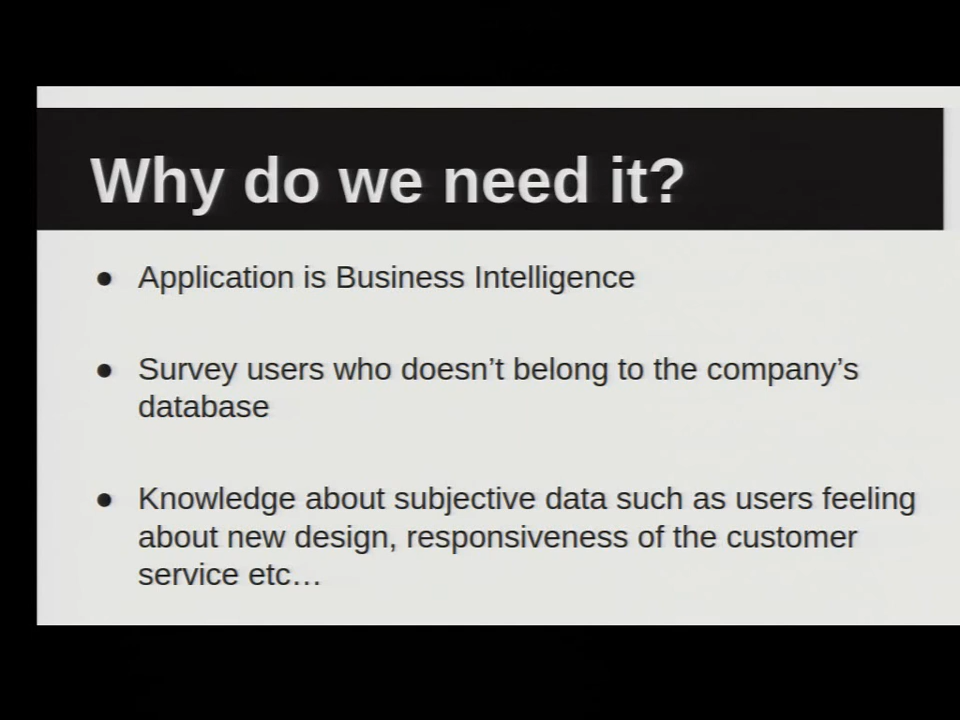 Why do we need it?
● Application is Business Intelligence
● Survey users who doesn’t belong to the company’s
database
● Knowledge about subjective data such as users feeling
about new design, responsiveness of the customer
service etc…